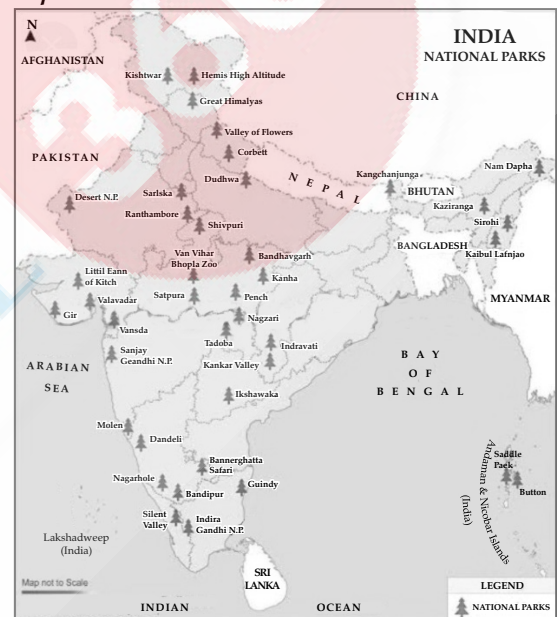 N
INDIA
NATIONAL PARKS
AFGHANISTAN
Kishtwar
Hemis High Altitude
Great Himalyas
CHINA
Valley of Flowers
Corbett
PAKISTAN
Dudhwa
NEPAL
Kangchanjunga
Nam Dapha
BHUTAN
Desert N.P.
Sarlska
Kaziranga
Ranthambore
Shivpuri
Sirohi
BANGLADESH
Kaibul Lafnjao
Van Vihar
Bhopla Zoo
Bandhavgarh
Littil Eann
of Kitch
Kanha
Satpura
Pench
Valavadar
MYANMAR
Gir
Vansda
Nagzari
Tadoba
Indravati
Sanjay
Geandhi N.P.
Kankar Valley
ARABIAN
SEA
BAY
OF
BENGAL
Ikshawaka
Molen
Dandeli
Bannerghatta
Safari
Saddle
Paek
Nagarhole
Bandipur
Guindy
Button
Andaman & Nicobar Islands
(India)
Silent
Valley
Indira
Gandhi N.P.
Lakshadweep
(India)
SRI
LANKA
Map not to Scale
LEGEND
NATIONAL PARKS
INDIAN OCEAN